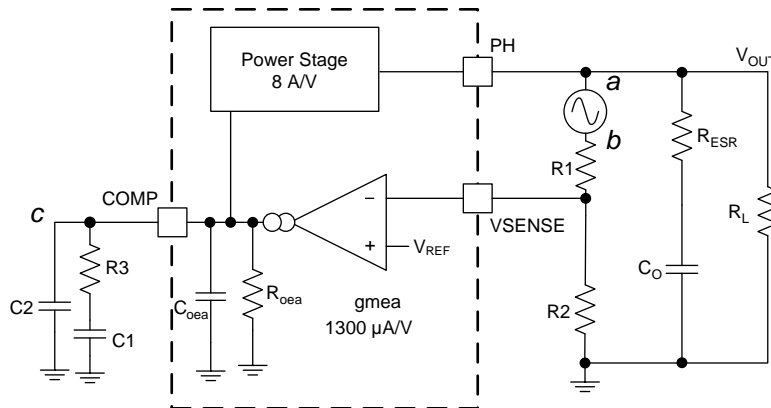 PH
Power Stage
8 A/V
VOUT
a
b
RESR
R1
COMP
c
VSENSE
RL
VREF
R3
Coea
Roea
CO
gmea
R2
C2
1300 µA/V
C1
−
+